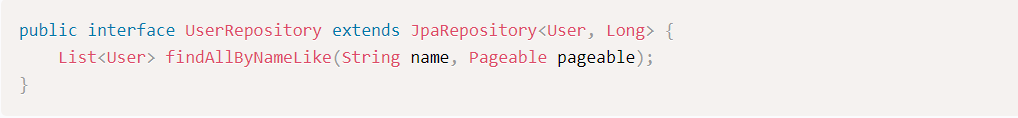 public interface UserRepository extends JpaRepository<User, Long> {
    List<User> findAllByNameLike(String name, Pageable pageable);
}